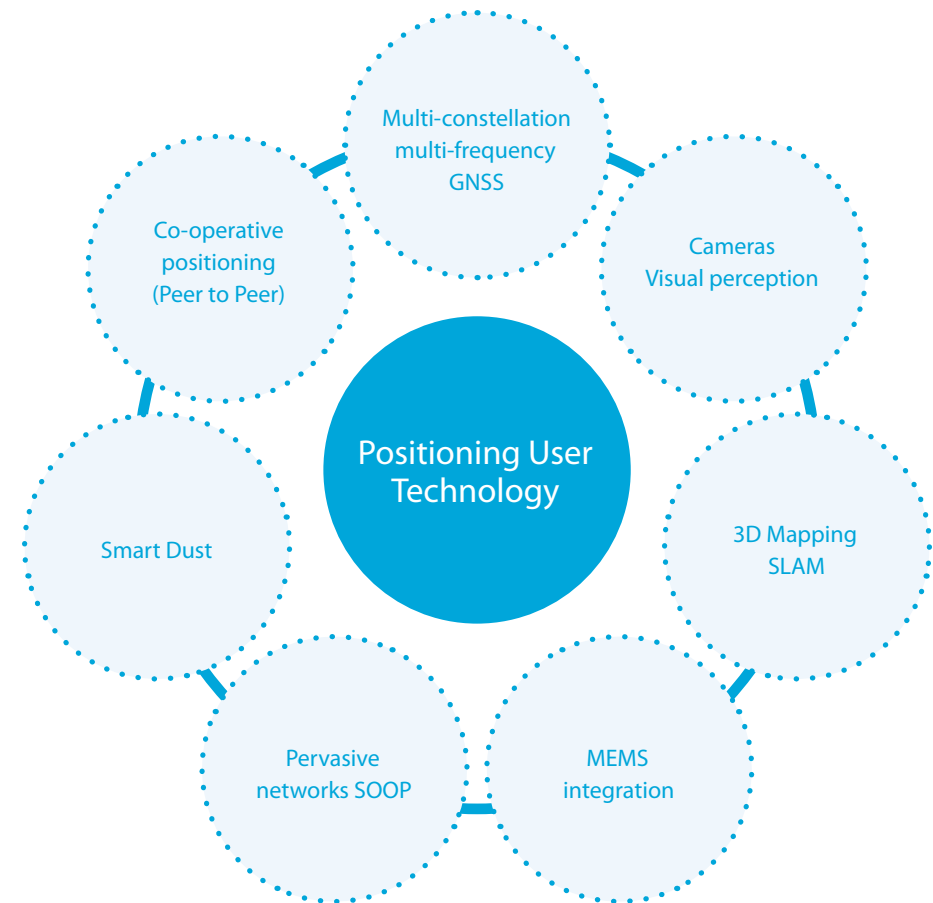 Multi-constellation
multi-frequency
GNSS
Co-operative
positioning
(Peer to Peer)
Cameras
Visual perception
Positioning User
Technology
Smart Dust
3D Mapping
SLAM
Pervasive
networks SOOP
MEMS
integration